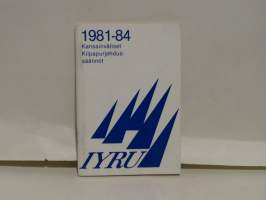 1981-84
Kansainväliset
Kilpapurjehdus
säännöt
IYRU